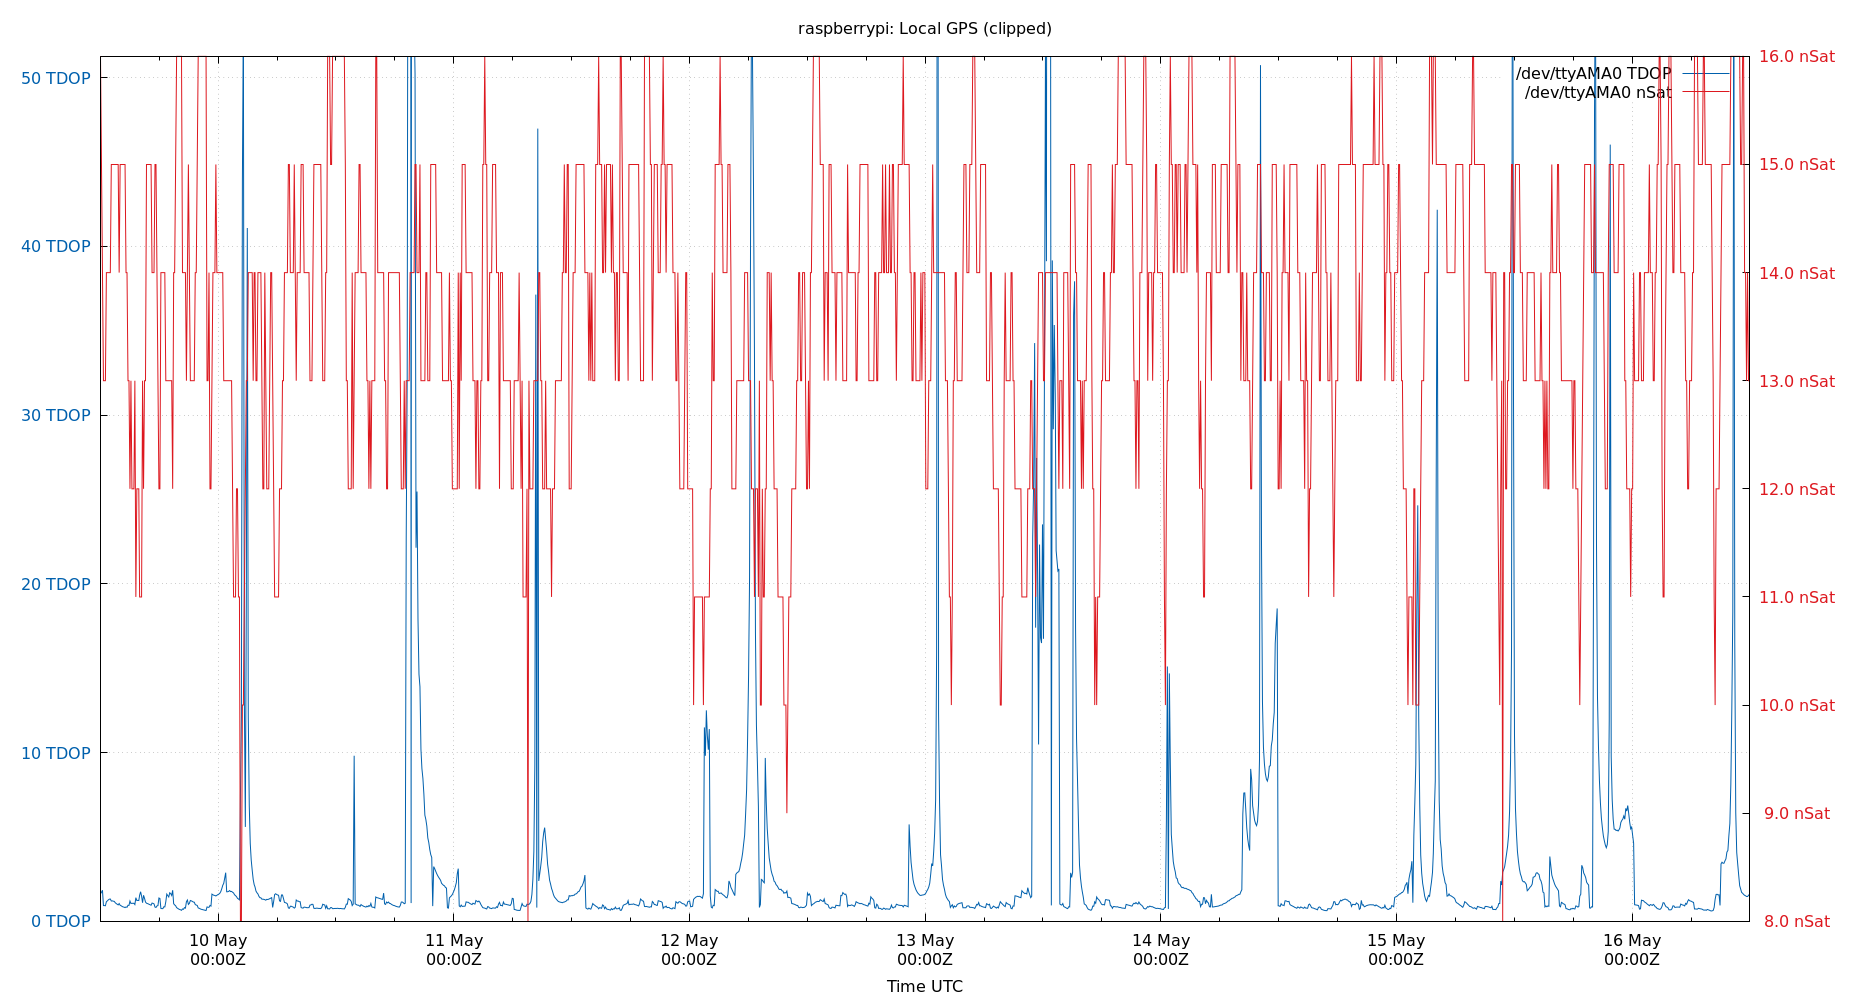 raspberrypi: Local GPS (clipped)
/dev/ttyAMA0 TDOP
/dev/ttyAMA0 nSat
50 TDOP
40 TDOP
30 TDOP
20 TDOP
10 TDOP
0 TDOP
16.0 nSat
15.0 nSat
14.0 nSat
13.0 nSat
12.0 nSat
11.0 nSat
10.0 nSat
9.0 nSat
8.0 nSat
10 May
00:00Z
11 May
00:00Z
12 May
00:00Z
13 May
00:00Z
14 May
00:00Z
15 May
00:00Z
16 May
00:00Z
Time UTC